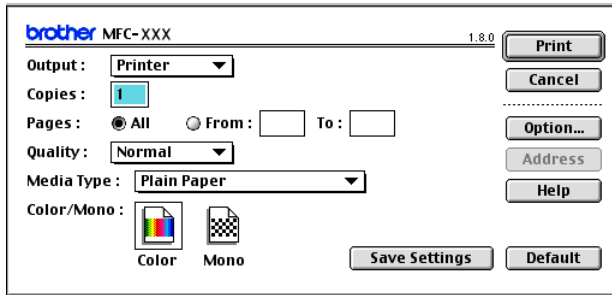 brother MFC-XXX 1.8.0
Print
Output : Printer
Cancel
Copies : 1
Pages : All From : To :
Option...
Quality : Normal
Address
Media Type : Plain Paper
Help
Color/Mono :
Color Mono
Save Settings Default